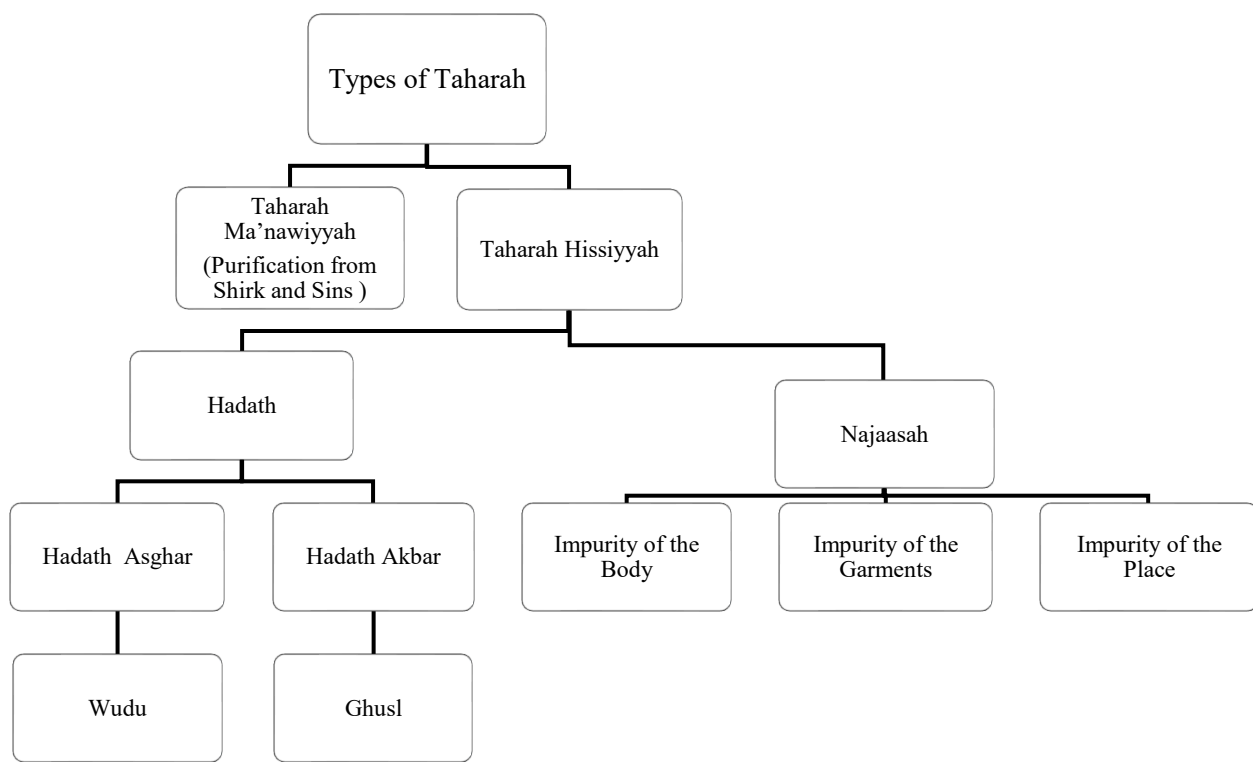 Types of Taharah
Taharah
Ma’nawiyyah
(Purification from
Shirk and Sins )
Taharah Hissiyyah
Hadath
Najaasah
Hadath  Asghar
Hadath Akbar
Impurity of the
Body
Impurity of the
Garments
Impurity of the
Place
Wudu
Ghusl